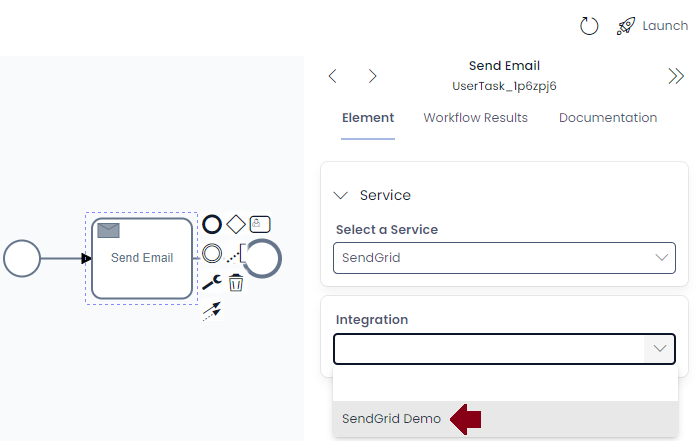 Launch
Send Email
UserTask_1p6zpj6
Element
Workflow Results
Documentation
Service
Select a Service
SendGrid
Send Email
Integration
SendGrid Demo